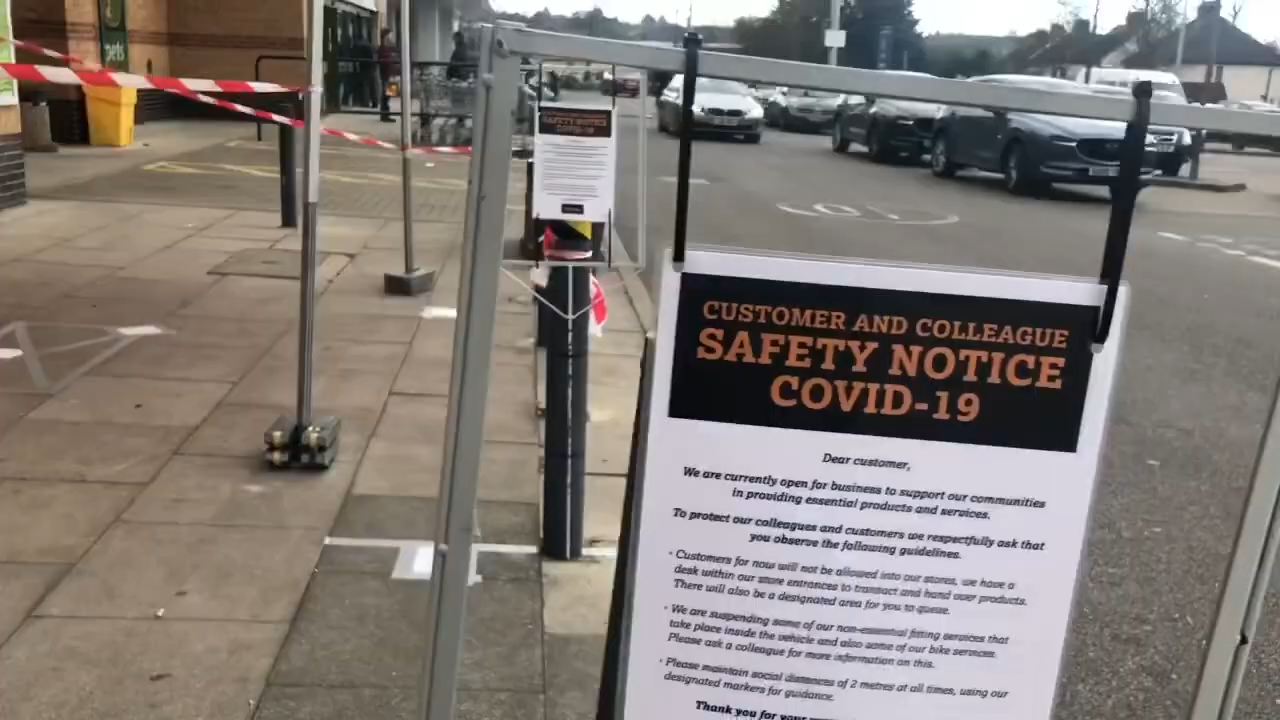 ets
SAFETY NOTICE
COVID-19
CUSTOMER AND COLLEAGUE
SAFETY NOTICE
COVID-19
Dear customer,
We are currently open for business to support our communities
in providing essential products and services.
To protect our colleagues and customers we respectfully ask that
you observe the following guidelines.
• Customers for now will not be allowed into our stores, we have a
desk within our store entrances to transact and hand over products.
There will also be a designated area for you to queue.
• We are suspending some of our non-essential fitting services that
take place inside the vehicle and also some of our bike services.
Please ask a colleague for more information on this.
• Please maintain social distances of 2 metres at all times, using our
designated markers for guidance.
Thank you for your